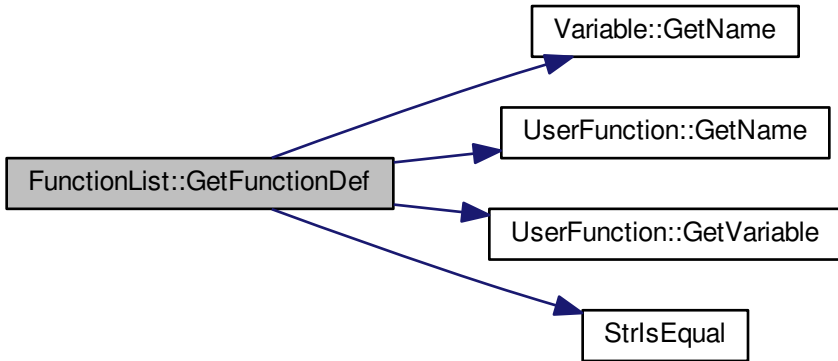 Variable::GetName
UserFunction::GetName
FunctionList::GetFunctionDef
UserFunction::GetVariable
StrIsEqual